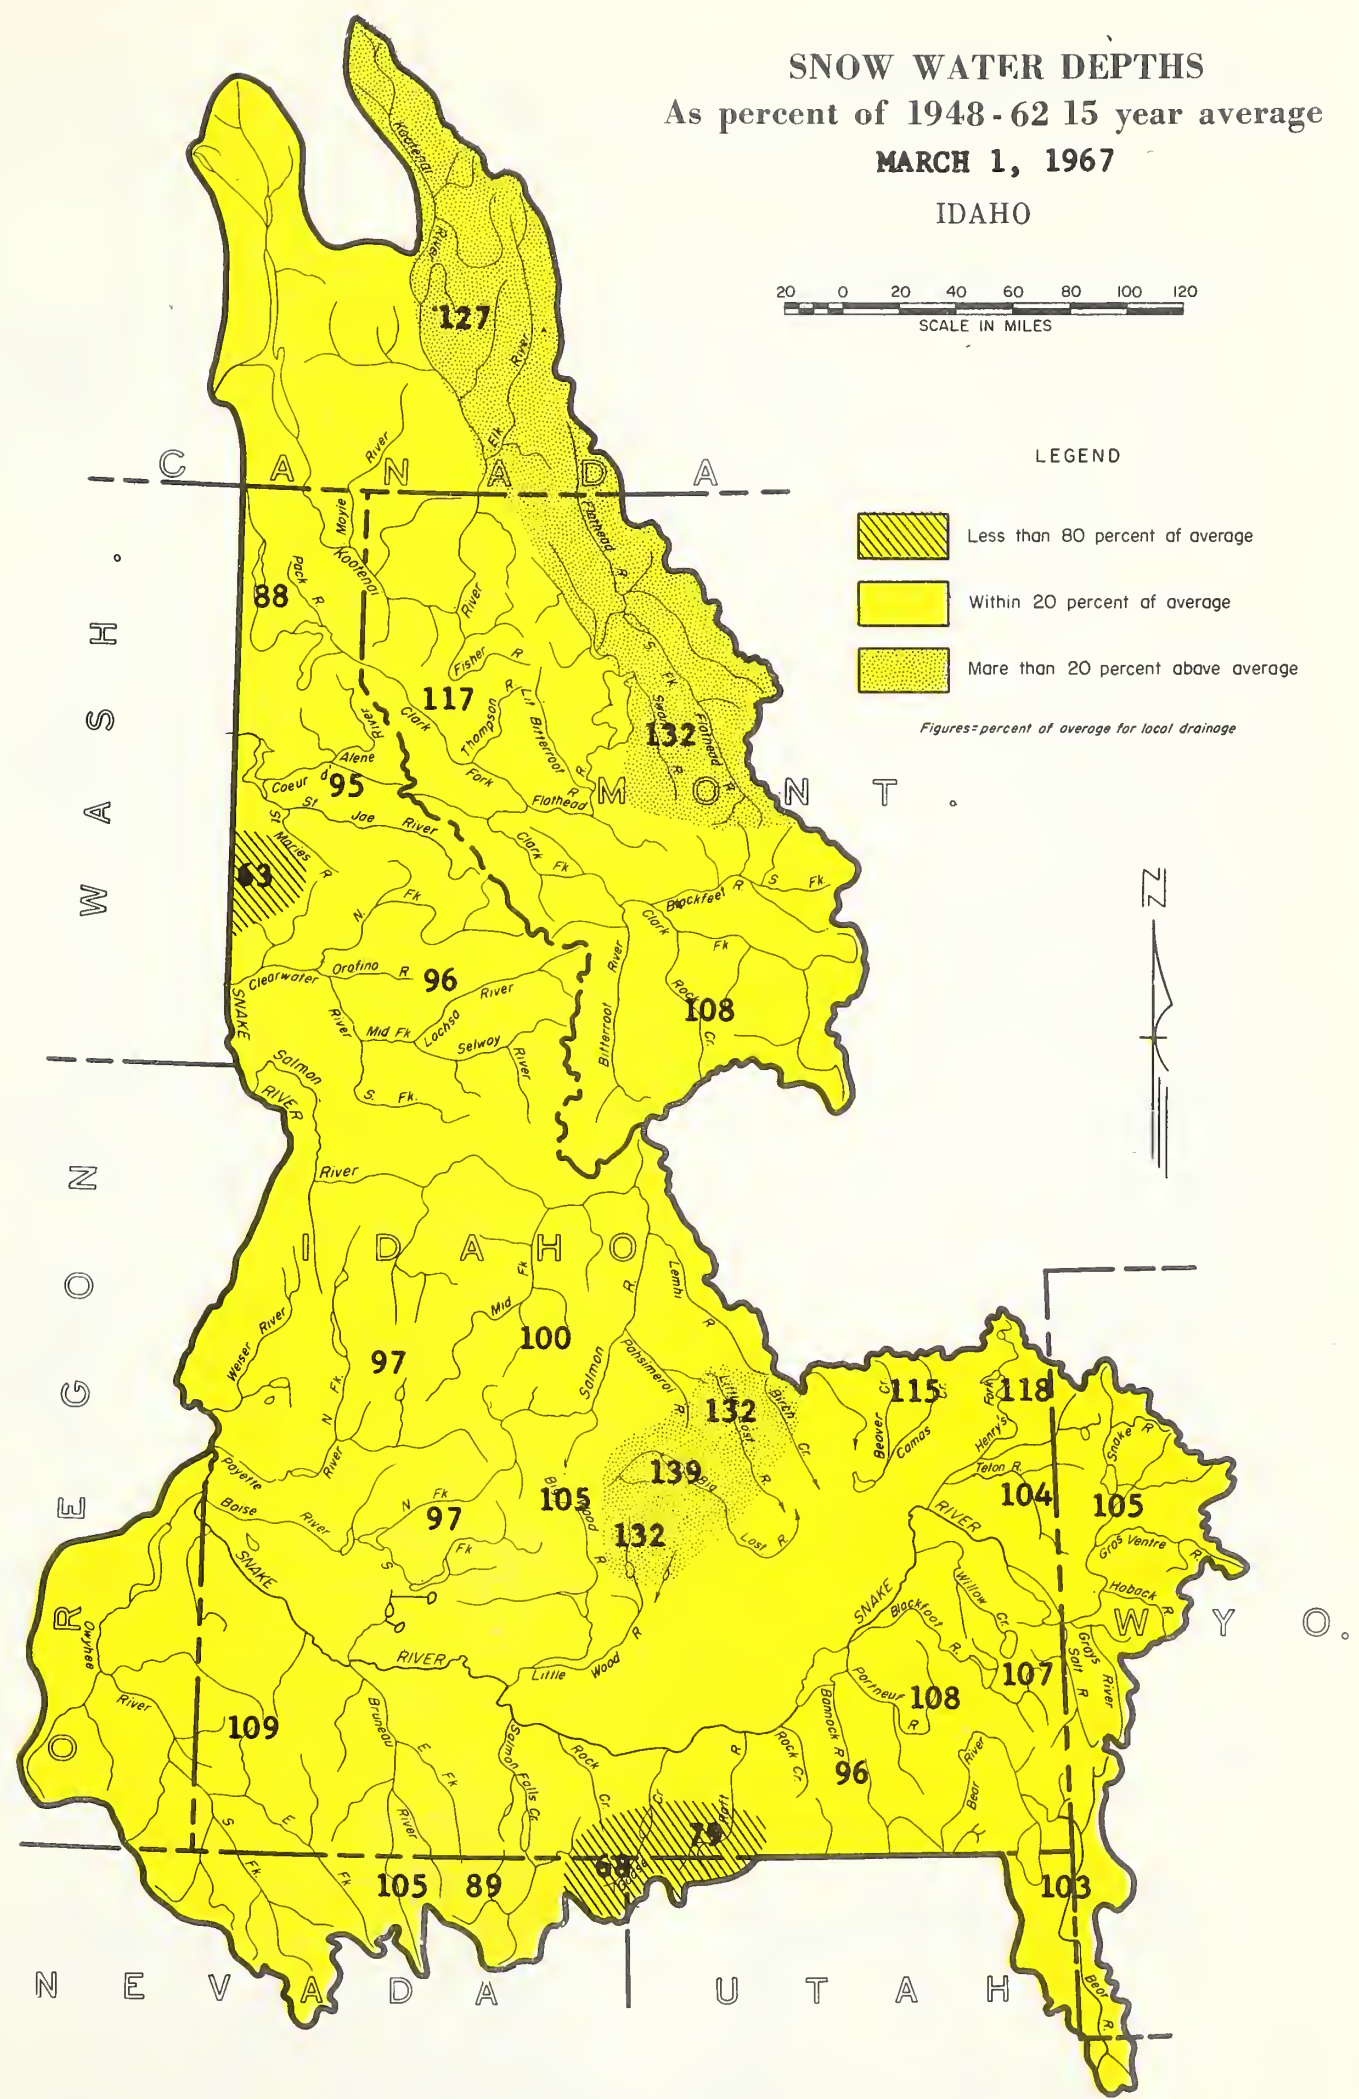 SNOW WATER DEPTHS
As percent of 1948-62 15 year average
MARCH 1, 1967
IDAHO
20 0 20 40 60 80 100 120
SCALE IN MILES
LEGEND
Less than 80 percent of average
Within 20 percent of average
More than 20 percent above average
Figures=percent of average for local drainage
CANADA
WASH.
MONT.
OREGON
IDAHO
WYO.
NEVADA
UTAH
N
Kootenai
River
127
River
Elk
River
Moyie
Kootenai
Flathead
R
88
Pack
R
River
Fisher R
S
Fk
Flathead
R
Swan
R
132
117
Clark
Fork
Thompson
R
Lit Bitterroot
R
River
Coeur d' Alene
95
St Joe River
St Maries
R
63
Flathead
R
Clark
Fk
N. Fk
Blackfeet R
S Fk
Clark
Fk
Clearwater
Orofino R
96
River
Lochsa
River
Mid Fk
Selway
River
S. Fk.
Bitterroot
River
Rock
Cr.
108
SNAKE
RIVER
Salmon
River
Weiser River
Mid
Fk
100
97
N Fk.
River
Salmon
R.
Lemhi
R
Pahsimeroi
R
Little
Lost
R
132
Birch
Cr.
139
Big
Lost R
132
105
Big Wood
R
Beaver
Cr
115
Cr.
Camas
Henry's
Fork
118
Teton R.
104
Snake R
105
Gros Ventre
R
Hoback
R
Payette
Boise
River
N Fk
97
Fk
S
SNAKE
RIVER
Little Wood R
SNAKE
RIVER
Willow
Cr.
Blackfoot
R.
107
Grays
River
Salt
R
Portneuf
R
108
Bannock R
96
Rock
Cr.
Bear
River
Owyhee
River
109
S
Fk.
E
Fk
Bruneau
River
E
Fk
Salmon Falls Cr.
Rock
Cr.
Cr
Goose
68
Raft
R
75
105
89
103
Bear
R.